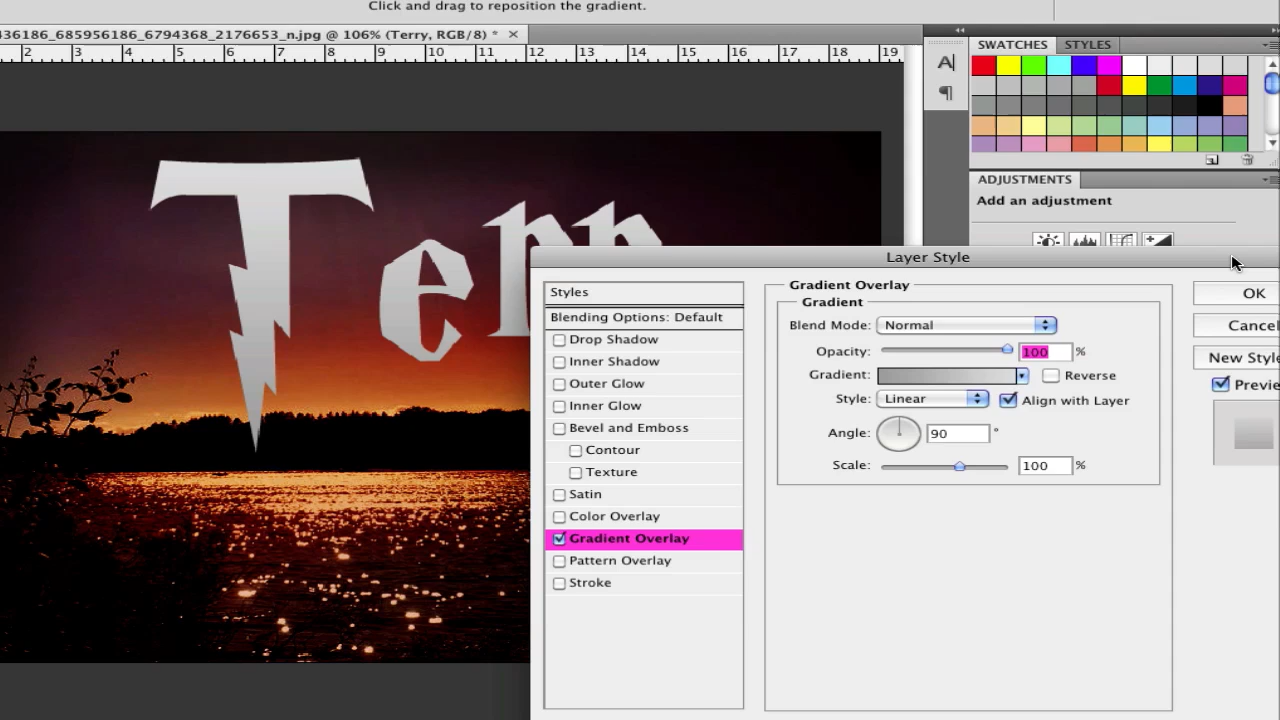 Click and drag to reposition the gradient.
436186_685956186_6794368_2176653_n.jpg @ 106% (Terry, RGB/8) *
2 3 4 5 6 7 8 9 10 11 12 13 14 15 16 17 18 19
SWATCHES STYLES
A
ADJUSTMENTS
Add an adjustment
Terr
Layer Style
Styles
Blending Options: Default
Drop Shadow
Inner Shadow
Outer Glow
Inner Glow
Bevel and Emboss
Contour
Texture
Satin
Color Overlay
Gradient Overlay
Pattern Overlay
Stroke
Gradient Overlay
Gradient
Blend Mode: Normal
Opacity: 100 %
Gradient: Reverse
Style: Linear Align with Layer
Angle: 90 °
Scale: 100 %
OK
Cancel
New Style
Previe